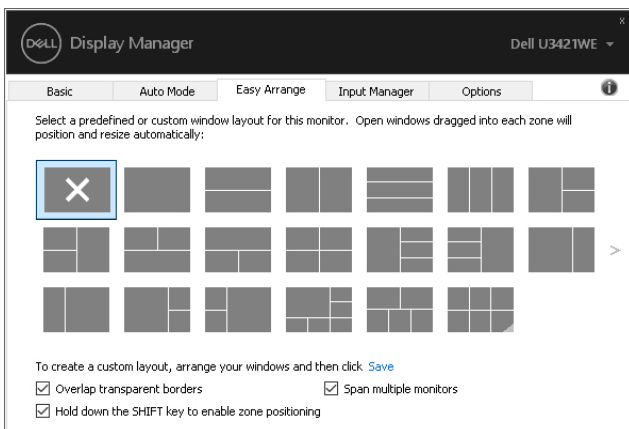 DELL Display Manager
Dell U3421WE
Basic Auto Mode Easy Arrange Input Manager Options
Select a predefined or custom window layout for this monitor. Open windows dragged into each zone will
position and resize automatically:
To create a custom layout, arrange your windows and then click Save
Overlap transparent borders
Span multiple monitors
Hold down the SHIFT key to enable zone positioning